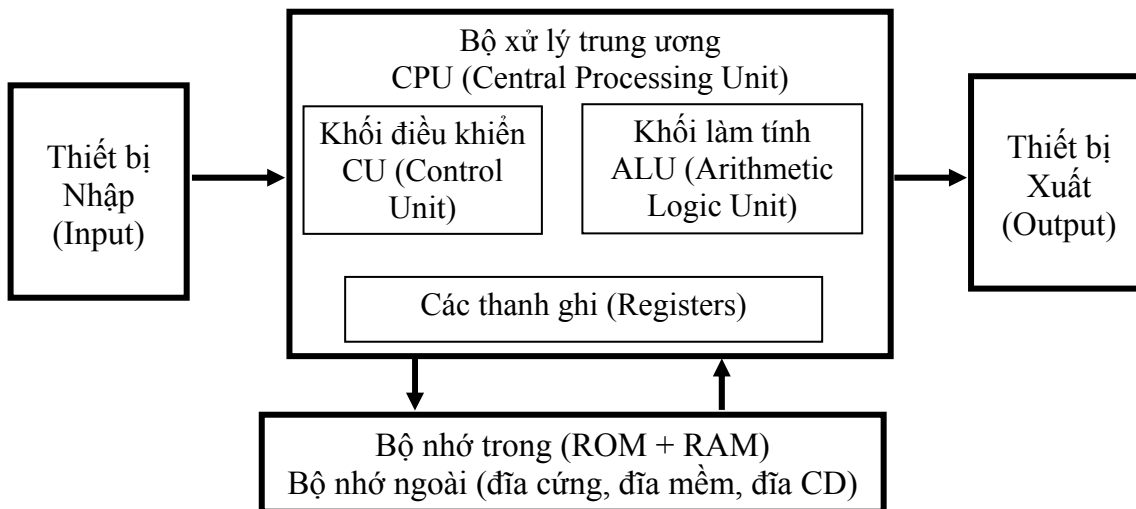 Bộ xử lý trung ương
CPU (Central Processing Unit)
Thiết bị
Nhập
(Input)
Khối điều khiển
CU (Control
Unit)
Khối làm tính
ALU (Arithmetic
Logic Unit)
Thiết bị
Xuất
(Output)
Các thanh ghi (Registers)
Bộ nhớ trong (ROM + RAM)
Bộ nhớ ngoài (đĩa cứng, đĩa mềm, đĩa CD)